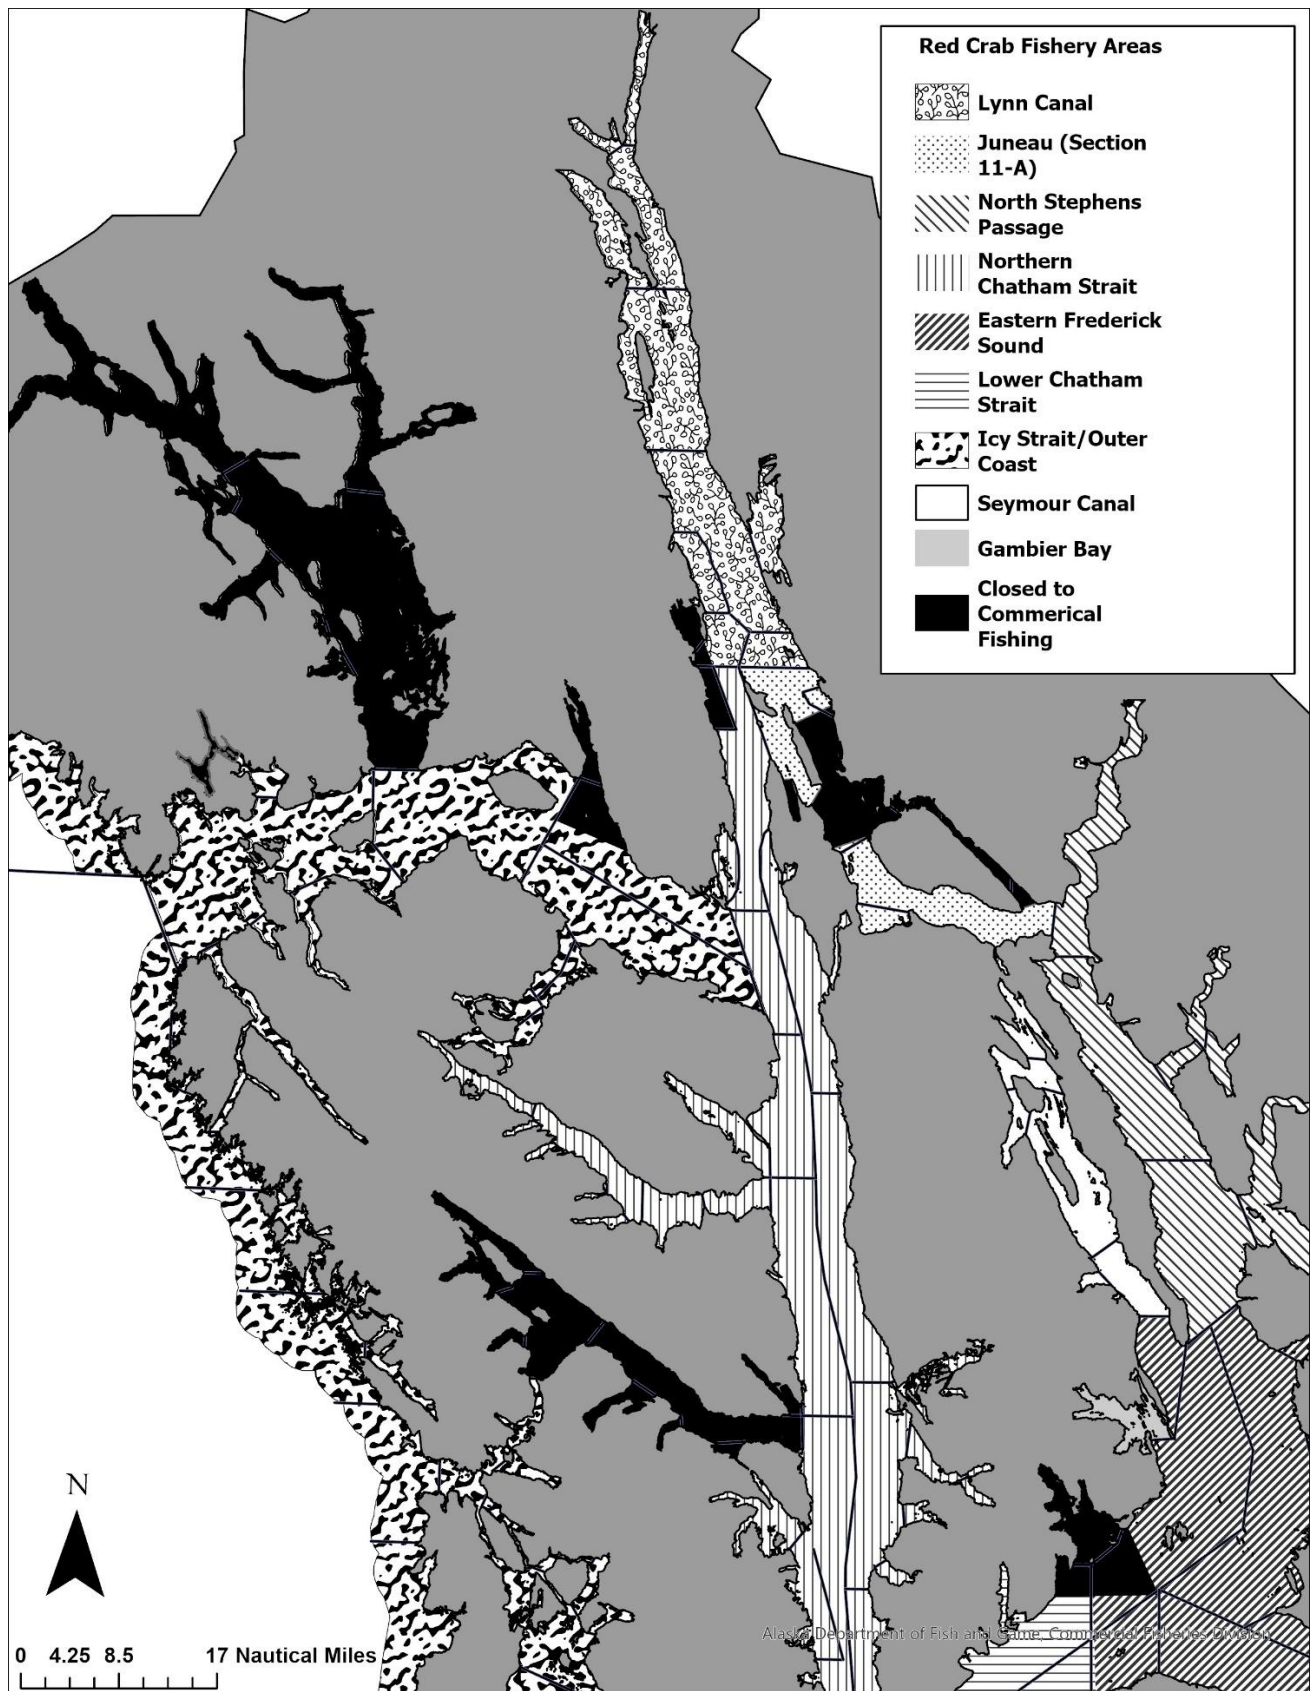 Red Crab Fishery Areas
Lynn Canal
Juneau (Section
11-A)
North Stephens
Passage
Northern
Chatham Strait
Eastern Frederick
Sound
Lower Chatham
Strait
Icy Strait/Outer
Coast
Seymour Canal
Gambier Bay
Closed to
Commerical
Fishing
N
0 4.25 8.5 17 Nautical Miles
Alaska Department of Fish and Game, Commercial Fisheries Division